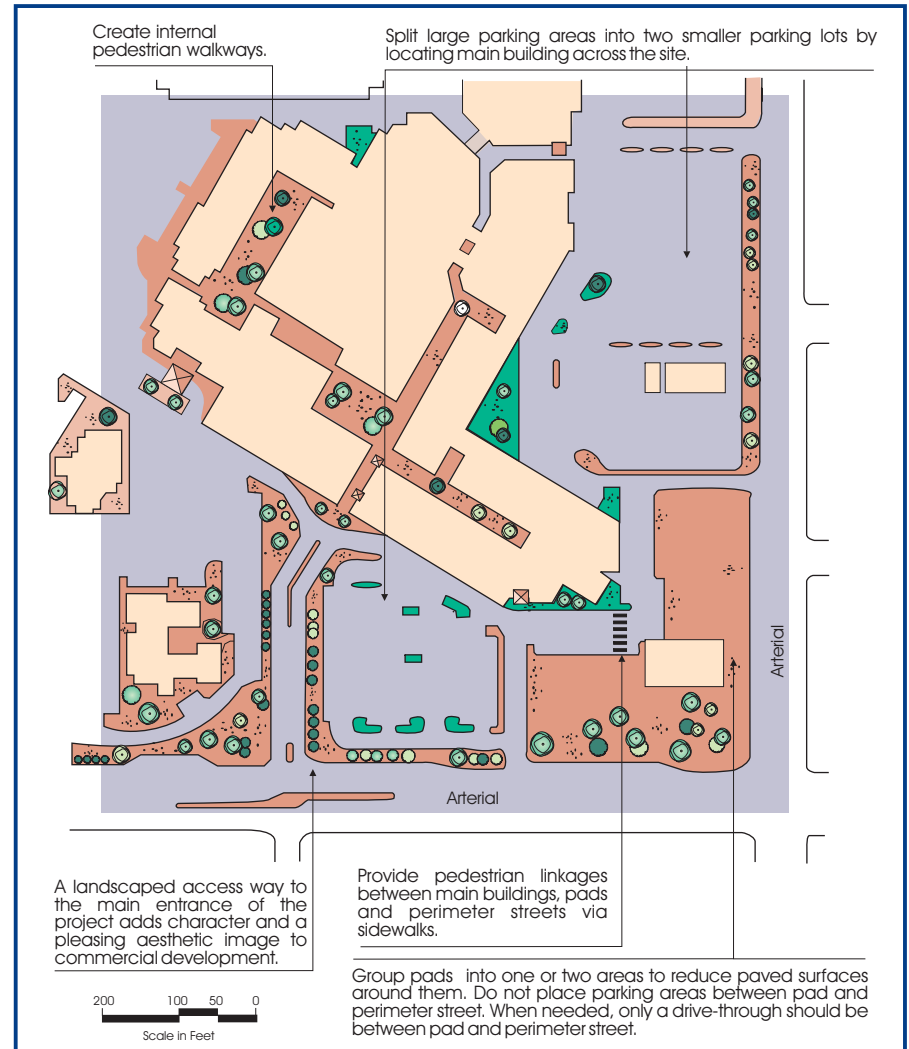 Create internal
pedestrian walkways.
Split large parking areas into two smaller parking lots by
locating main building across the site.
Arterial
Arterial
A landscaped access way to
the main entrance of the
project adds character and a
pleasing aesthetic image to
commercial development.
Provide pedestrian linkages
between main buildings, pads
and perimeter streets via
sidewalks.
Group pads into one or two areas to reduce paved surfaces
around them. Do not place parking areas between pad and
perimeter street. When needed, only a drive-through should be
between pad and perimeter street.
200 100 50 0
Scale in Feet